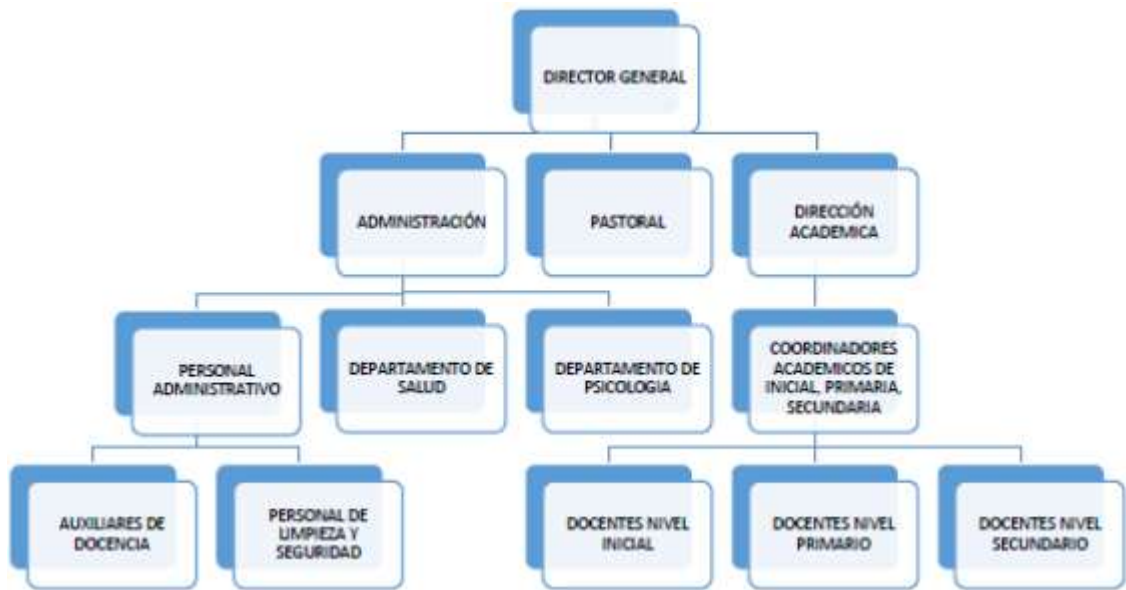 DIRECTOR GENERAL
ADMINISTRACIÓN
PASTORAL
DIRECCIÓN
ACADEMICA
PERSONAL
ADMINISTRATIVO
DEPARTAMENTO DE
SALUD
DEPARTAMENTO DE
PSICOLOGIA
COORDINADORES
ACADEMICOS DE
INICIAL, PRIMARIA,
SECUNDARIA
AUXILIARES DE
DOCENCIA
PERSONAL DE
LIMPIEZA Y
SEGURIDAD
DOCENTES NIVEL
INICIAL
DOCENTES NIVEL
PRIMARIO
DOCENTES NIVEL
SECUNDARIO